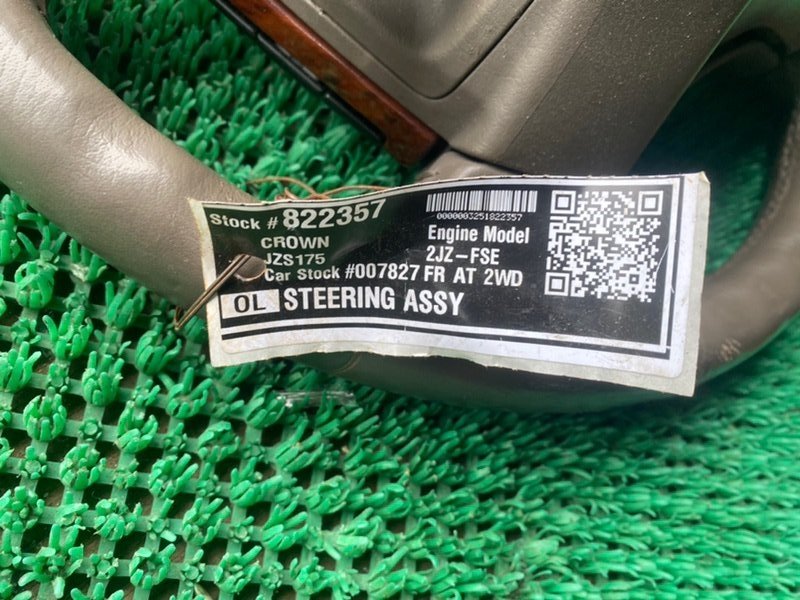 Stock # 822357
0000003251822357
CROWN
Engine Model
JZS175
2JZ-FSE
Car Stock #007827 FR AT 2WD
OL STEERING ASSY